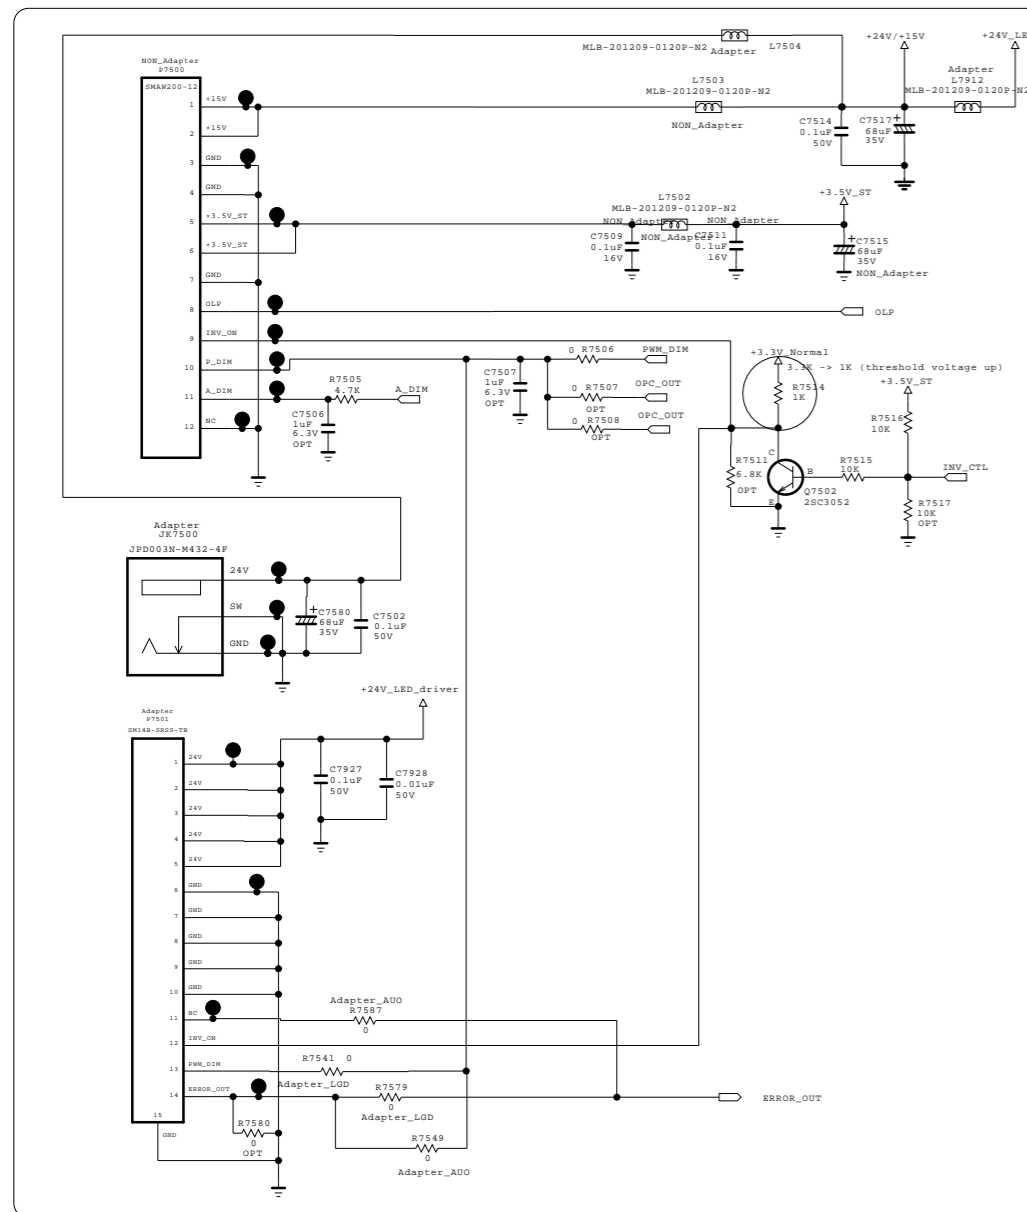 MLB-201209-0120P-N2
Adapter
L7504
+24V/+15V
+24V_LE
NON_Adapter
P7500
SMAW200-12
L7503
MLB-201209-0120P-N2
NON_Adapter
Adapter
L7912
MLB-201209-0120P-N2
1
+15V
2
+15V
3
GND
4
GND
5
+3.5V_ST
6
+3.5V_ST
7
GND
8
OLP
9
INV_ON
10
P_DIM
11
A_DIM
12
NC
C7514
0.1uF
50V
C7517
+
68uF
35V
L7502
MLB-201209-0120P-N2
+3.5V_ST
NON_Adapter
C7509
0.1uF
16V
NON_Adapter
NON_Adapter
C7511
0.1uF
16V
+
C7515
68uF
35V
NON_Adapter
OLP
0
R7506
PWM_DIM
C7507
1uF
6.3V
OPT
0
R7507
OPT
OPC_OUT
0
R7508
OPT
OPC_OUT
R7505
4.7K
A_DIM
C7506
1uF
6.3V
OPT
+3.3V_Normal
3.3K -> 1K (threshold voltage up)
R7514
1K
+3.5V_ST
R7516
10K
R7511
6.8K
OPT
C
B
E
Q7502
2SC3052
R7515
10K
INV_CTL
R7517
10K
OPT
Adapter
JK7500
JPD003N-M432-4F
24V
SW
GND
+
C7580
68uF
35V
C7502
0.1uF
50V
+24V_LED_driver
Adapter
P7501
SM14B-SRSS-TB
1
24V
2
24V
3
24V
4
24V
5
24V
6
GND
7
GND
8
GND
9
GND
10
GND
11
NC
12
INV_ON
13
PWM_DIM
14
ERROR_OUT
15
GND
C7927
0.1uF
50V
C7928
0.01uF
50V
Adapter_AUO
R7587
0
R7541 0
Adapter_LGD
R7579
0
Adapter_LGD
ERROR_OUT
R7580
0
OPT
R7549
0
Adapter_AUO